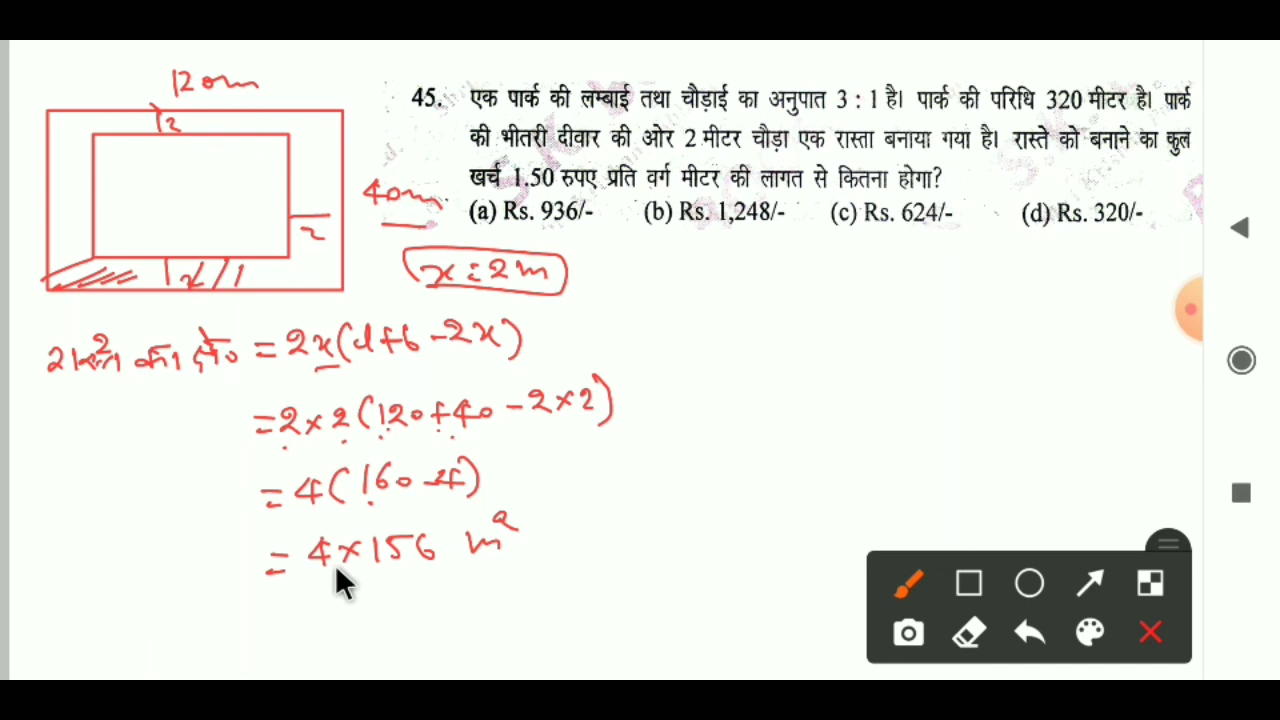 120m
45. एक पार्क की लम्बाई तथा चौड़ाई का अनुपात 3 : 1 है। पार्क की परिधि 320 मीटर है। पार्क
की भीतरी दीवार की ओर 2 मीटर चौड़ा एक रास्ता बनाया गया है। रास्ते को बनाने का कुल
खर्च 1.50 रुपए प्रति वर्ग मीटर की लागत से कितना होगा?
(a) Rs. 936/- (b) Rs. 1,248/- (c) Rs. 624/- (d) Rs. 320/-
2
40m
2
x
x = 2m
रास्ते का क्षे० = 2x(l+b-2x)
= 2×2(120+40-2×2)
= 4(160-4)
= 4×156 m²